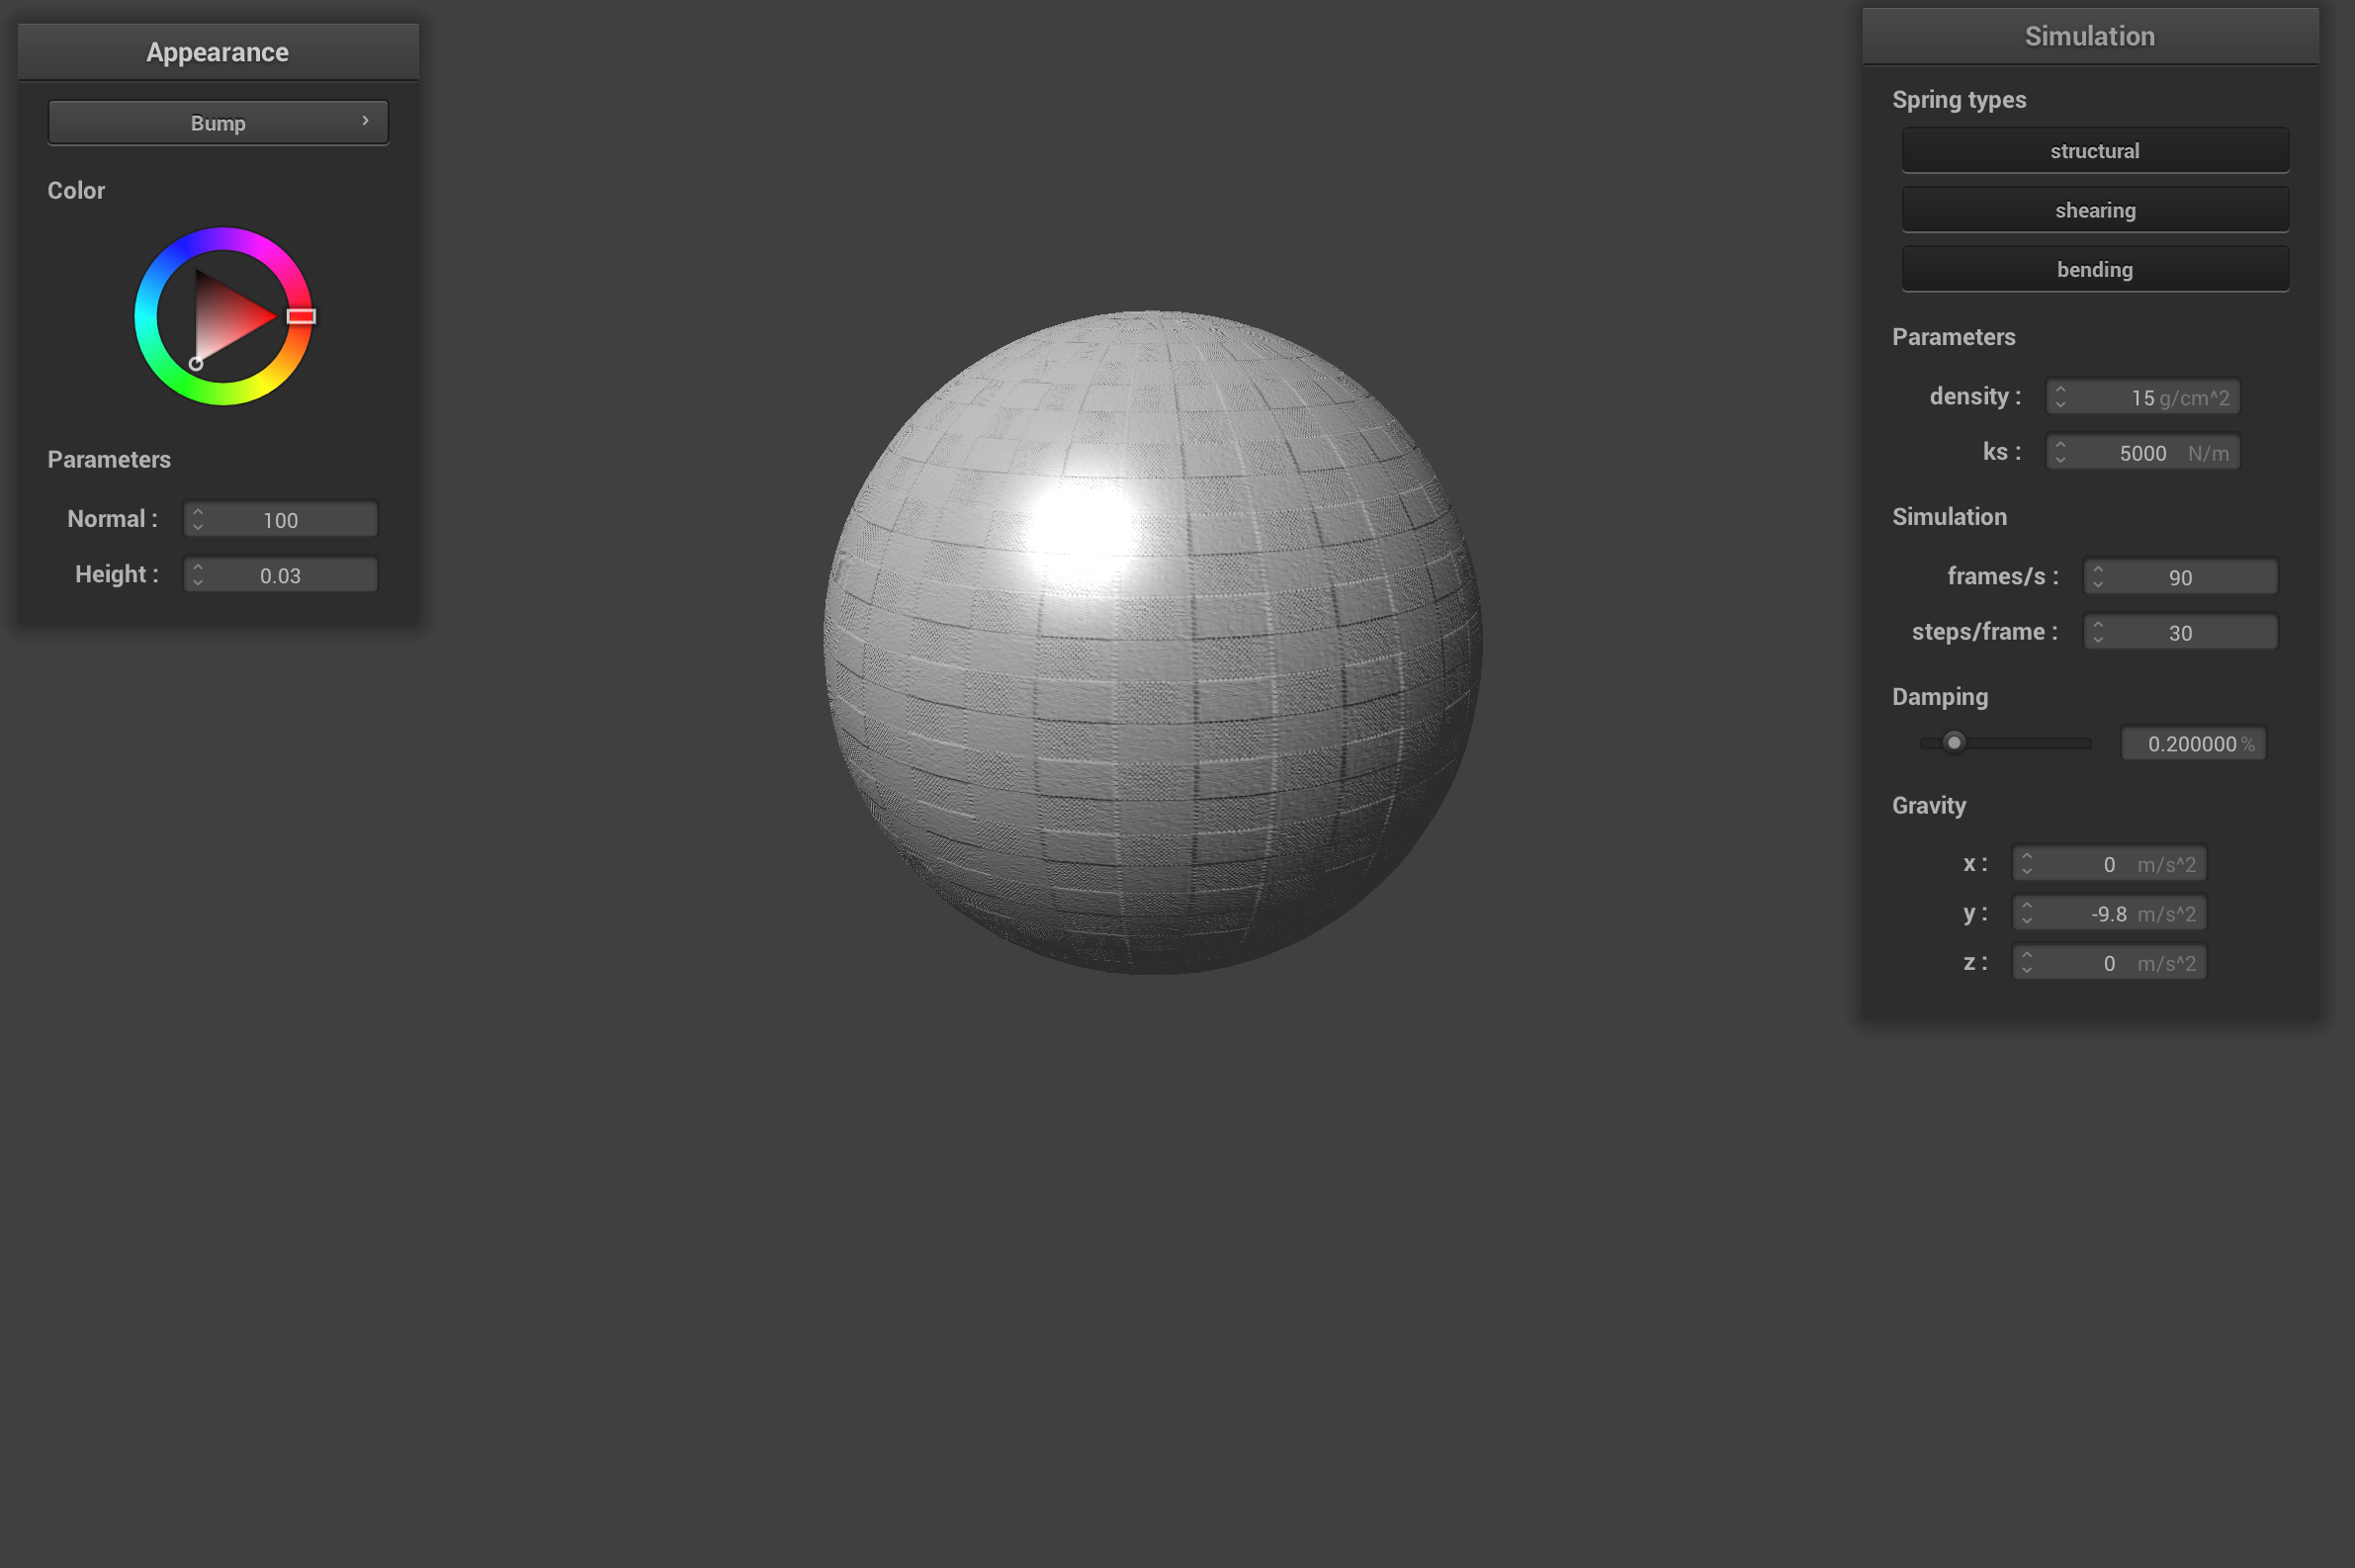 Appearance
Bump
Color
Parameters
Normal : 100
Height : 0.03
Simulation
Spring types
structural
shearing
bending
Parameters
density : 15 g/cm^2
ks : 5000 N/m
Simulation
frames/s : 90
steps/frame : 30
Damping
0.200000 %
Gravity
x : 0 m/s^2
y : -9.8 m/s^2
z : 0 m/s^2